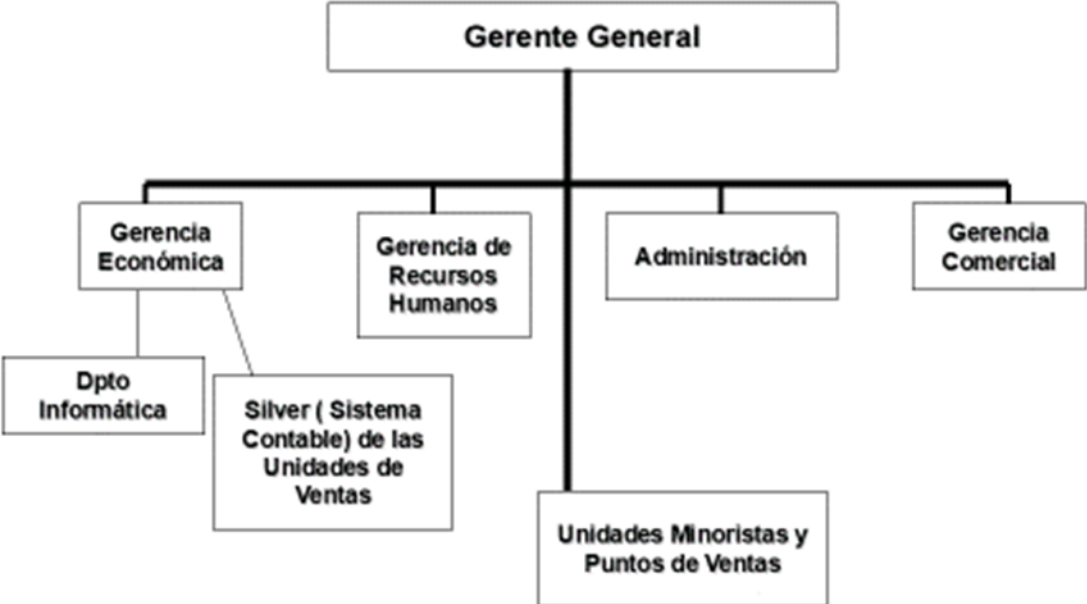 Gerente General
Gerencia
Económica
Gerencia de
Recursos
Humanos
Administración
Gerencia
Comercial
Dpto
Informática
Silver ( Sistema
Contable) de las
Unidades de
Ventas
Unidades Minoristas y
Puntos de Ventas